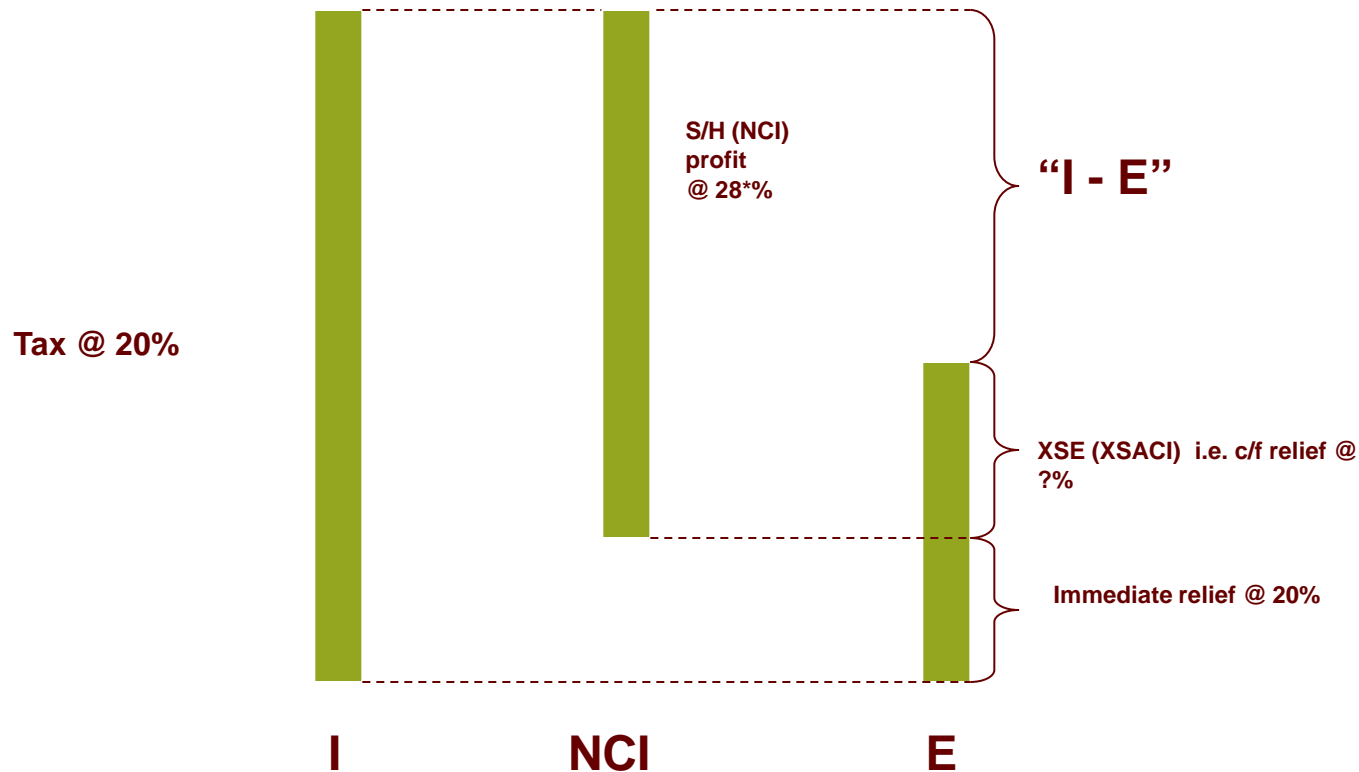 S/H (NCI)
profit
@ 28*%
“I - E”
Tax @ 20%
XSE (XSACI) i.e. c/f relief @
?%
Immediate relief @ 20%
I
NCI
E